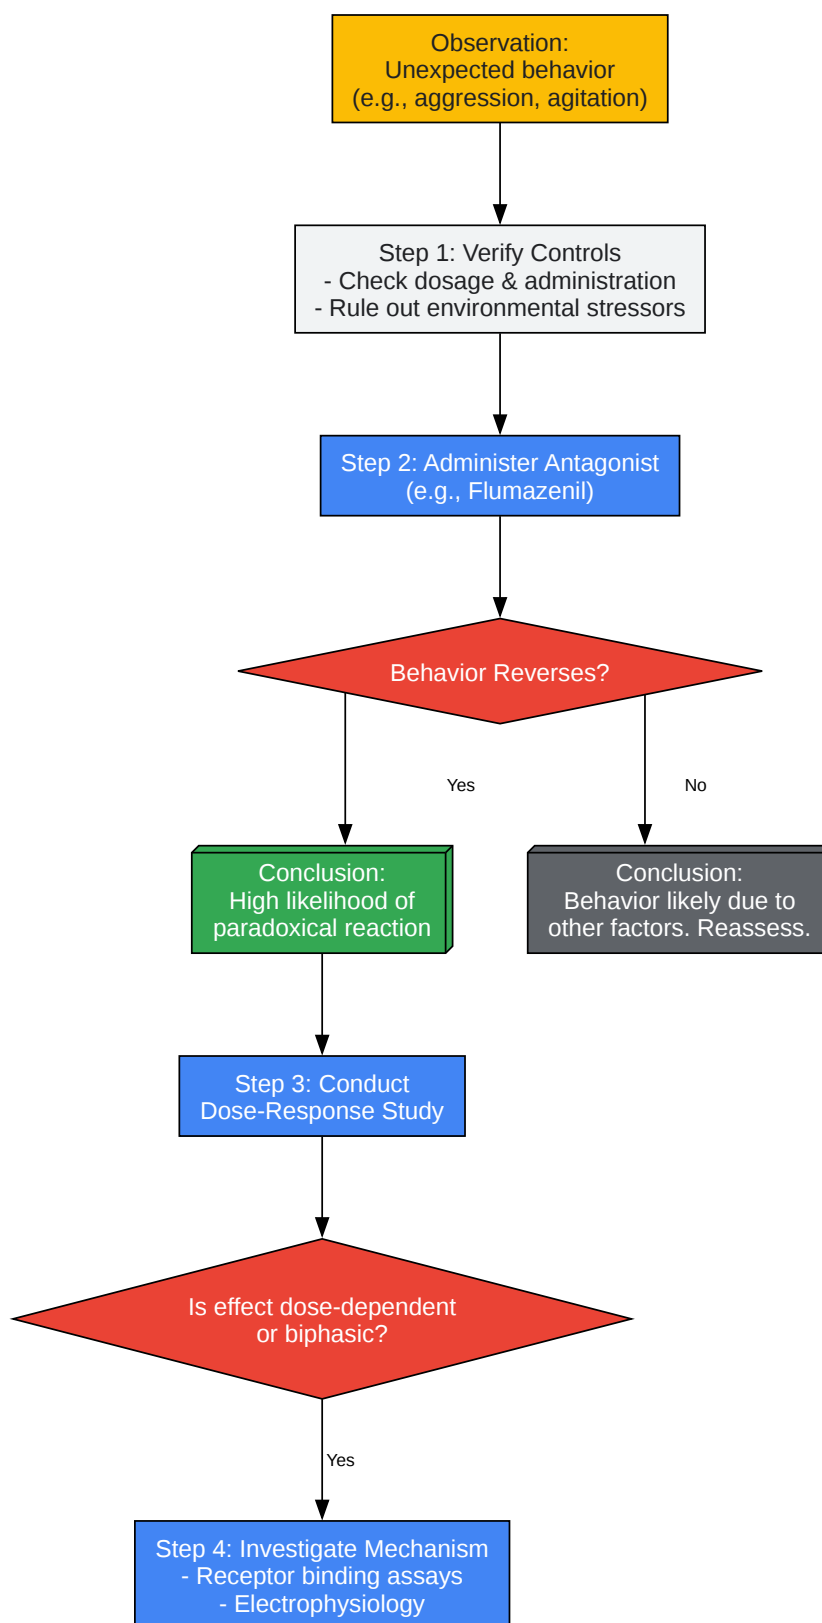 Observation:
Unexpected behavior
(e.g., aggression, agitation)
Step 1: Verify Controls
- Check dosage & administration
- Rule out environmental stressors
Step 2: Administer Antagonist
(e.g., Flumazenil)
Behavior Reverses?
Yes
No
Conclusion:
High likelihood of
paradoxical reaction
Conclusion:
Behavior likely due to
other factors. Reassess.
Step 3: Conduct
Dose-Response Study
Is effect dose-dependent
or biphasic?
Yes
Step 4: Investigate Mechanism
- Receptor binding assays
- Electrophysiology